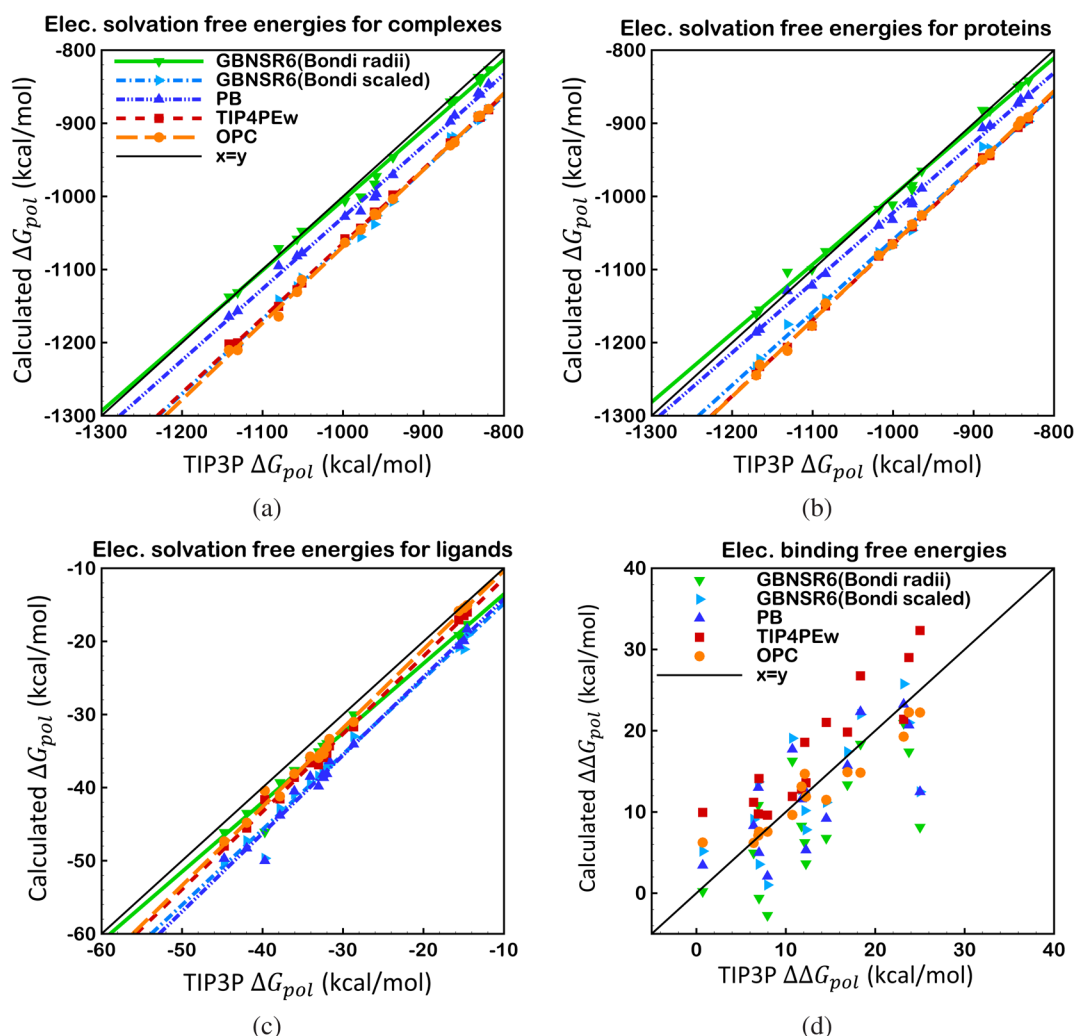 Elec. solvation free energies for complexes
-800
-900
-1000
-1100
-1200
-1300
Calculated ΔG_pol (kcal/mol)
GBNSR6(Bondi radii)
GBNSR6(Bondi scaled)
PB
TIP4PEw
OPC
x=y
-1300 -1200 -1100 -1000 -900 -800
TIP3P ΔG_pol (kcal/mol)
(a)
Elec. solvation free energies for proteins
-800
-900
-1000
-1100
-1200
-1300
Calculated ΔG_pol (kcal/mol)
-1300 -1200 -1100 -1000 -900 -800
TIP3P ΔG_pol (kcal/mol)
(b)
Elec. solvation free energies for ligands
-10
-20
-30
-40
-50
-60
Calculated ΔG_pol (kcal/mol)
-60 -50 -40 -30 -20 -10
TIP3P ΔG_pol (kcal/mol)
(c)
Elec. binding free energies
40
30
20
10
0
Calculated ΔΔG_pol (kcal/mol)
GBNSR6(Bondi radii)
GBNSR6(Bondi scaled)
PB
TIP4PEw
OPC
x=y
0 10 20 30 40
TIP3P ΔΔG_pol (kcal/mol)
(d)